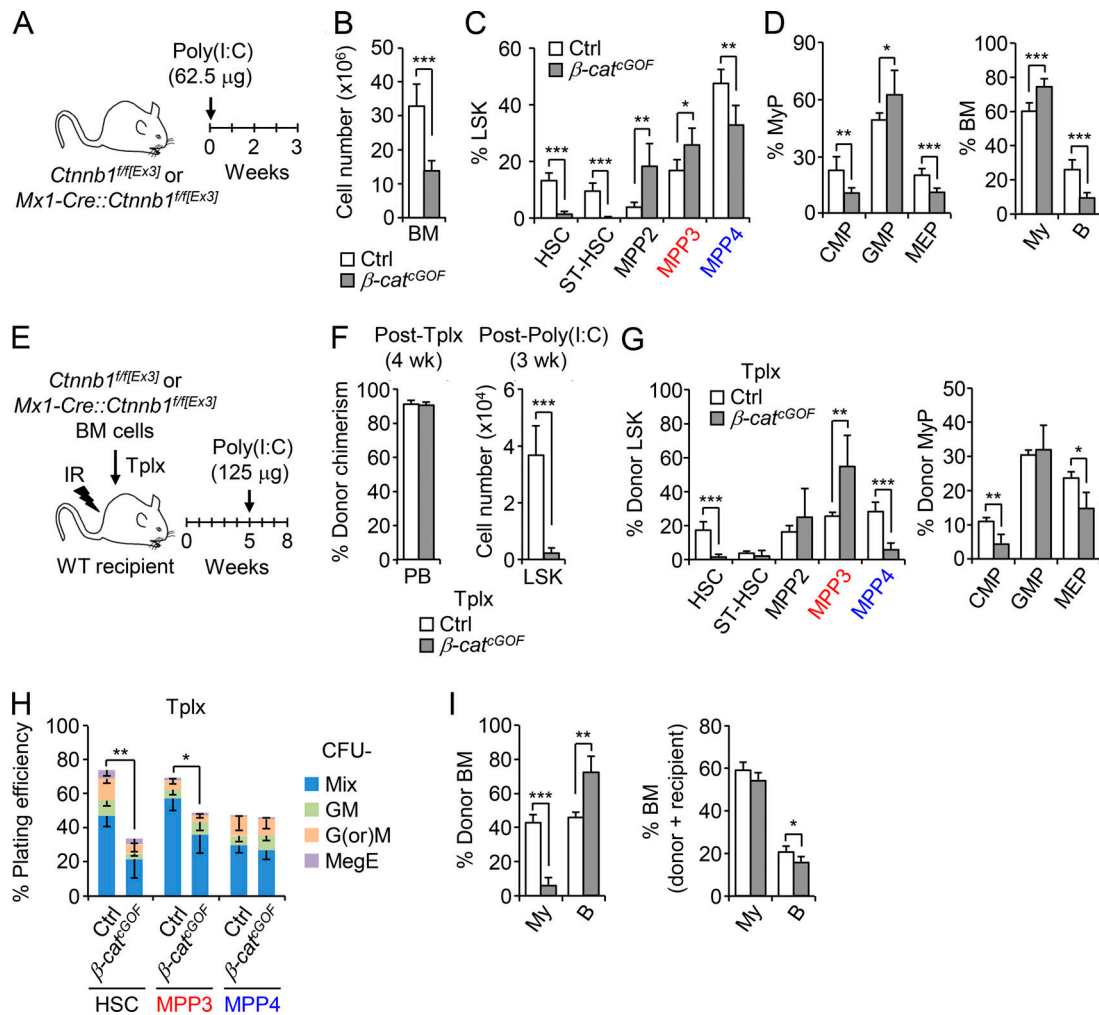 A
Poly(I:C)
(62.5 μg)
0 3
Weeks
Ctnnb1f/f[Ex3] or
Mx1-Cre::Ctnnb1f/f[Ex3]
B
Cell number (x10⁶)
50
40
30
20
10
0
***
BM
Ctrl
β-catcGOF
C
% LSK
60
40
20
0
Ctrl
β-catcGOF
*** *** ** * **
HSC ST-HSC MPP2 MPP3 MPP4
D
% MyP
90
60
30
0
** * ***
CMP GMP MEP
% BM
100
80
60
40
20
0
*** ***
My B
E
Ctnnb1f/f[Ex3] or
Mx1-Cre::Ctnnb1f/f[Ex3]
BM cells
Tplx
IR
Poly(I:C)
(125 μg)
WT recipient
0 5 8
Weeks
F
Post-Tplx
(4 wk)
% Donor chimerism
100
80
60
40
20
0
PB
Post-Poly(I:C)
(3 wk)
Cell number (x10⁴)
6
4
2
0
***
LSK
Tplx
Ctrl
β-catcGOF
G
Tplx
Ctrl
β-catcGOF
% Donor LSK
100
80
60
40
20
0
*** ** ***
HSC ST-HSC MPP2 MPP3 MPP4
% Donor MyP
50
40
30
20
10
0
** *
CMP GMP MEP
H
Tplx
% Plating efficiency
100
80
60
40
20
0
** *
Ctrl β-catcGOF Ctrl β-catcGOF Ctrl β-catcGOF
HSC MPP3 MPP4
CFU-
Mix
GM
G(or)M
MegE
I
% Donor BM
100
80
60
40
20
0
*** **
My B
% BM
(donor + recipient)
80
60
40
20
0
*
My B